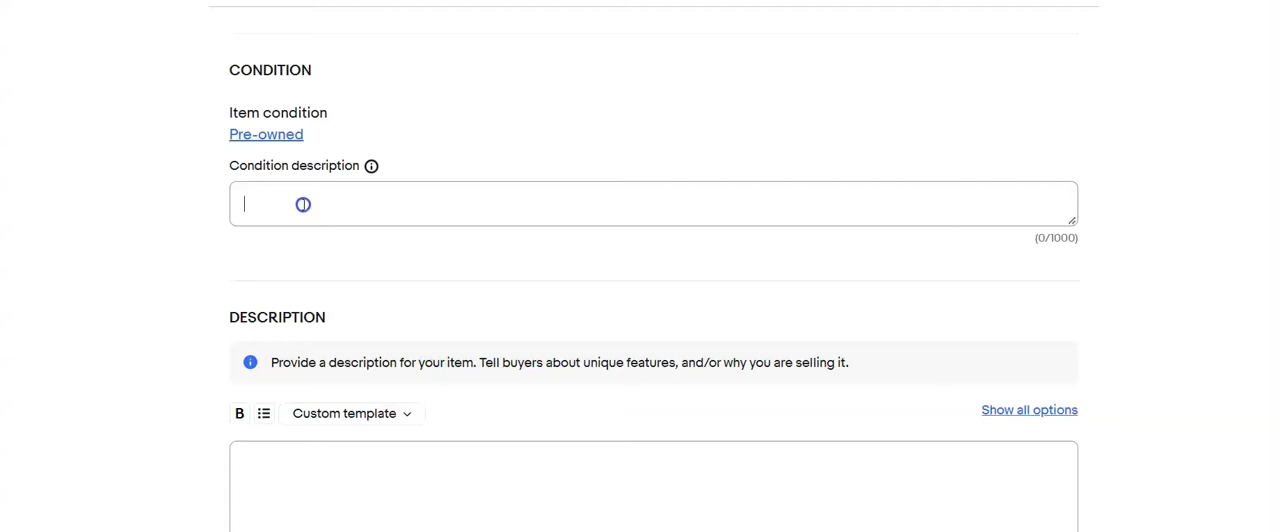 CONDITION
Item condition
Pre-owned
Condition description
(0/1000)
DESCRIPTION
Provide a description for your item. Tell buyers about unique features, and/or why you are selling it.
B Custom template Show all options